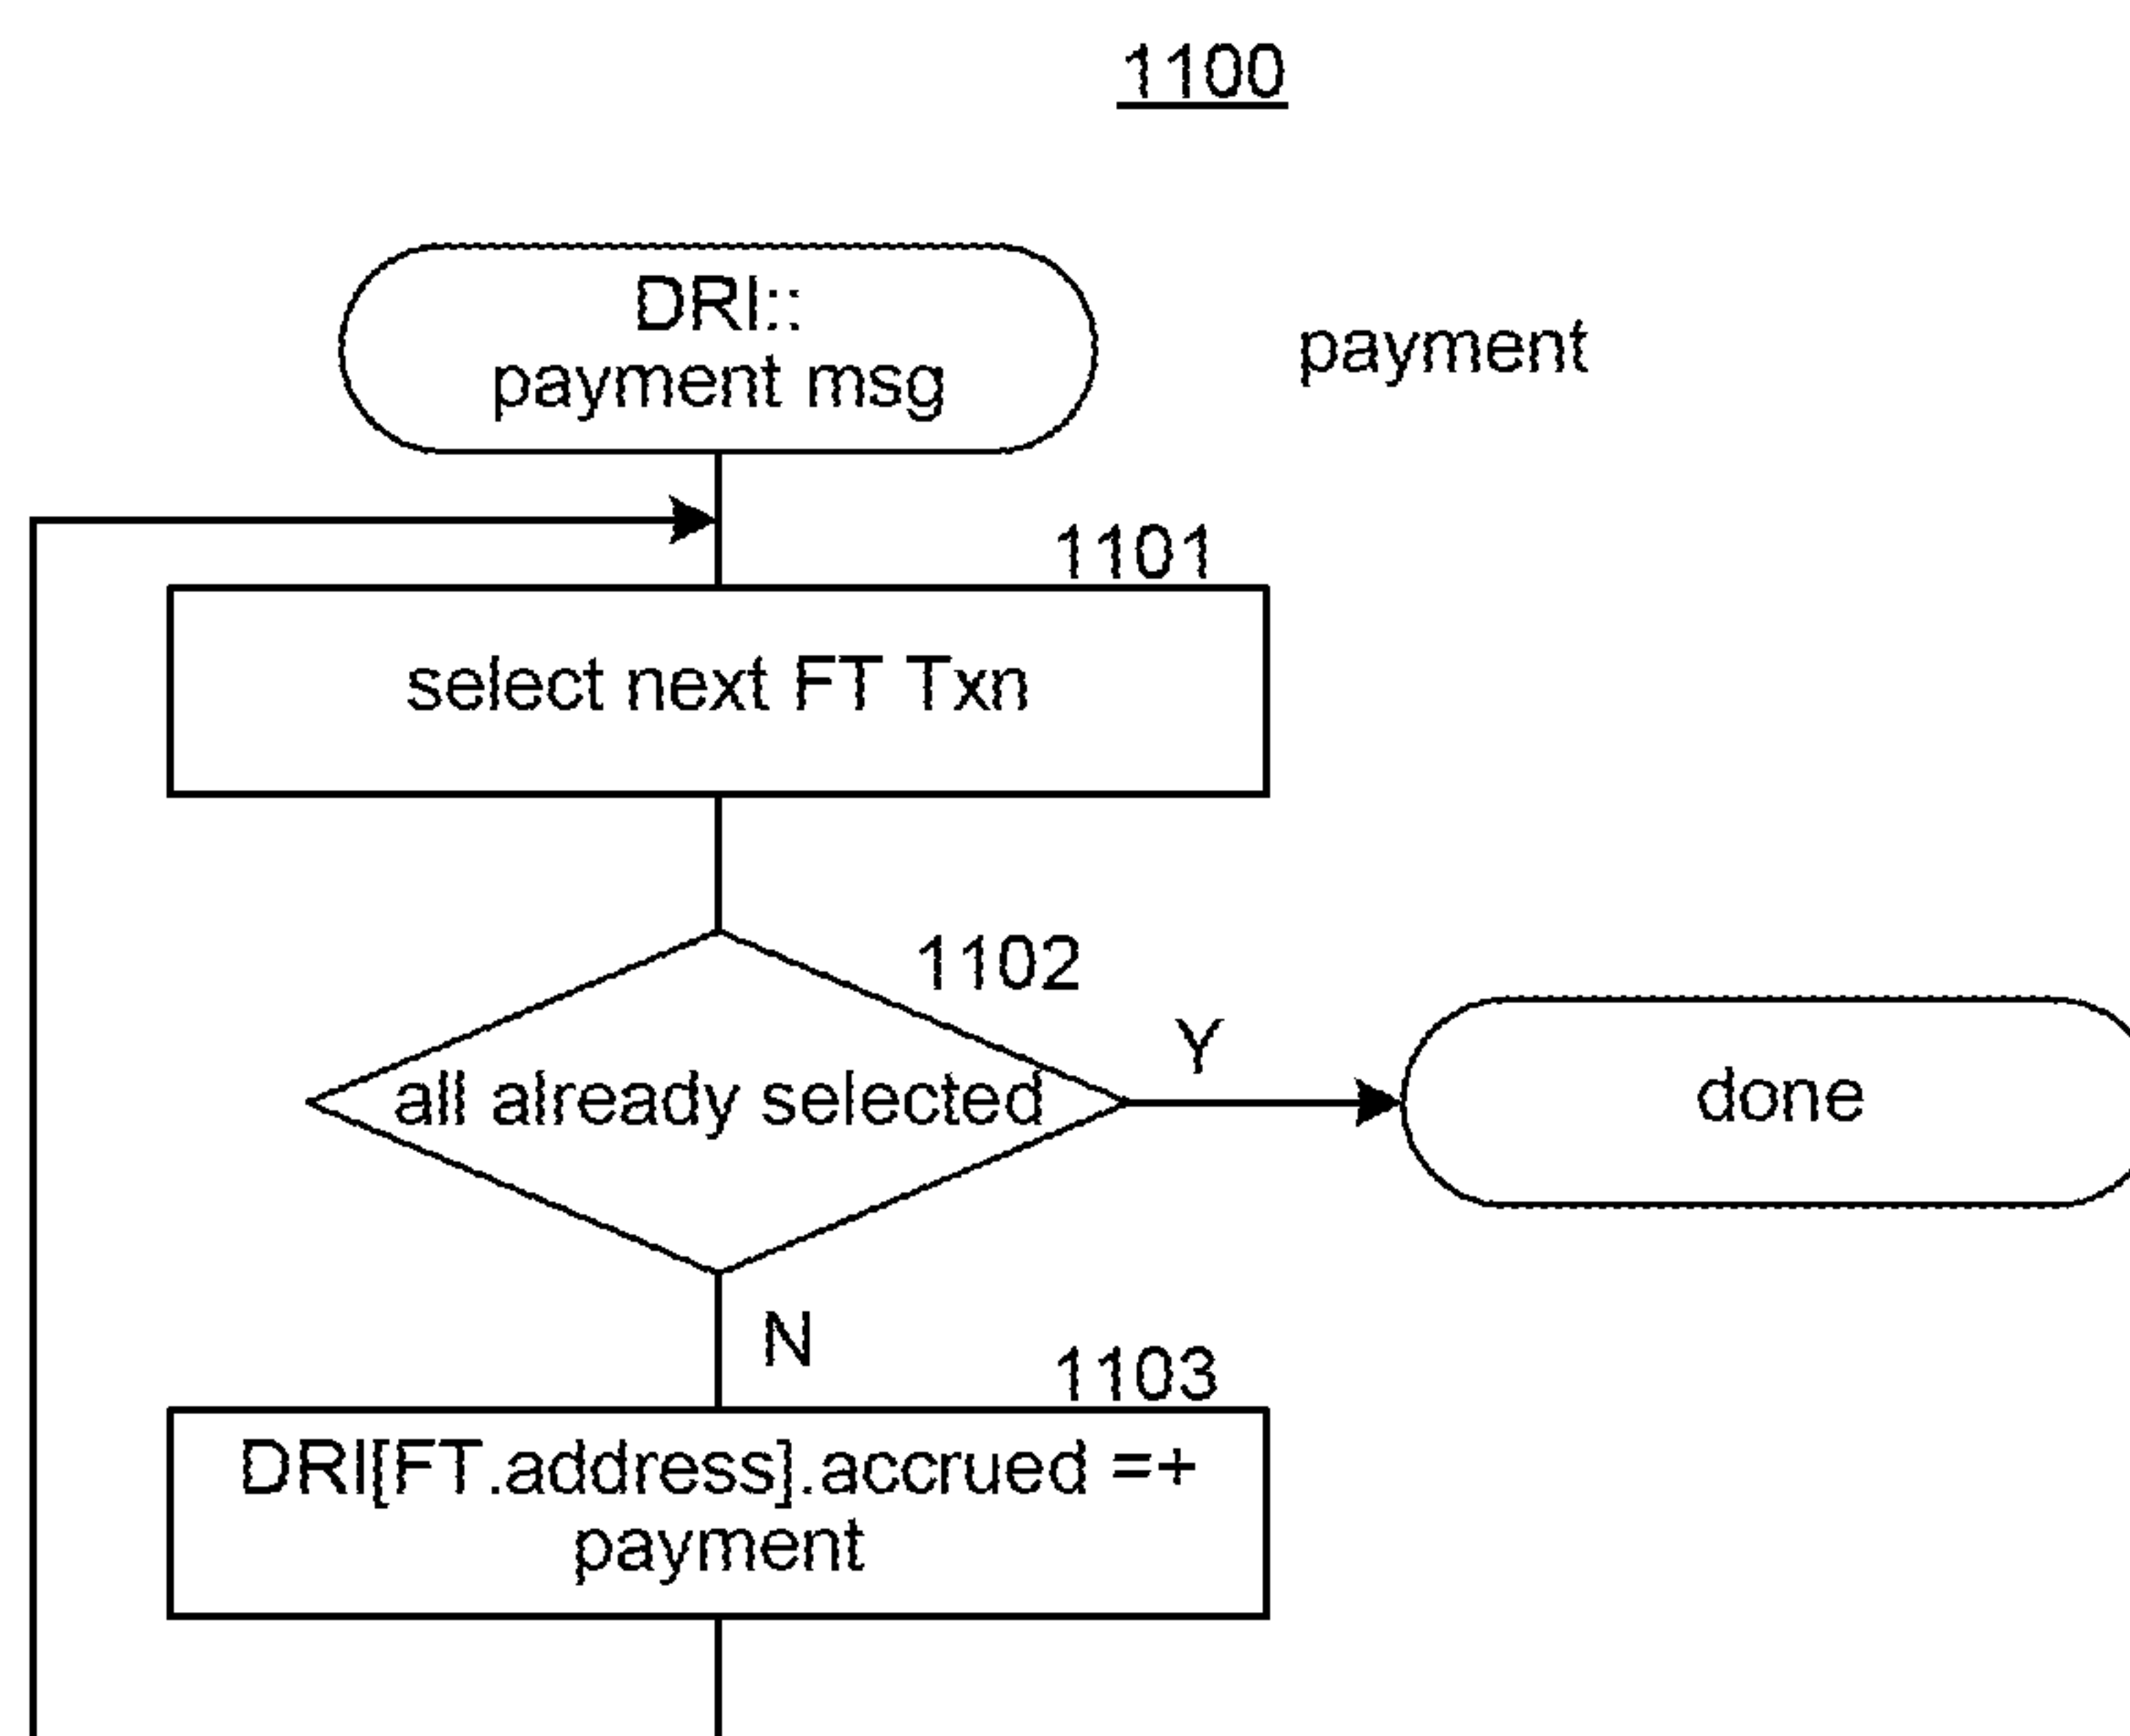 1100
DRI::
payment msg
payment
1101
select next FT Txn
1102
all already selected
Y
done
N
1103
DRI[FT.address].accrued =+
payment